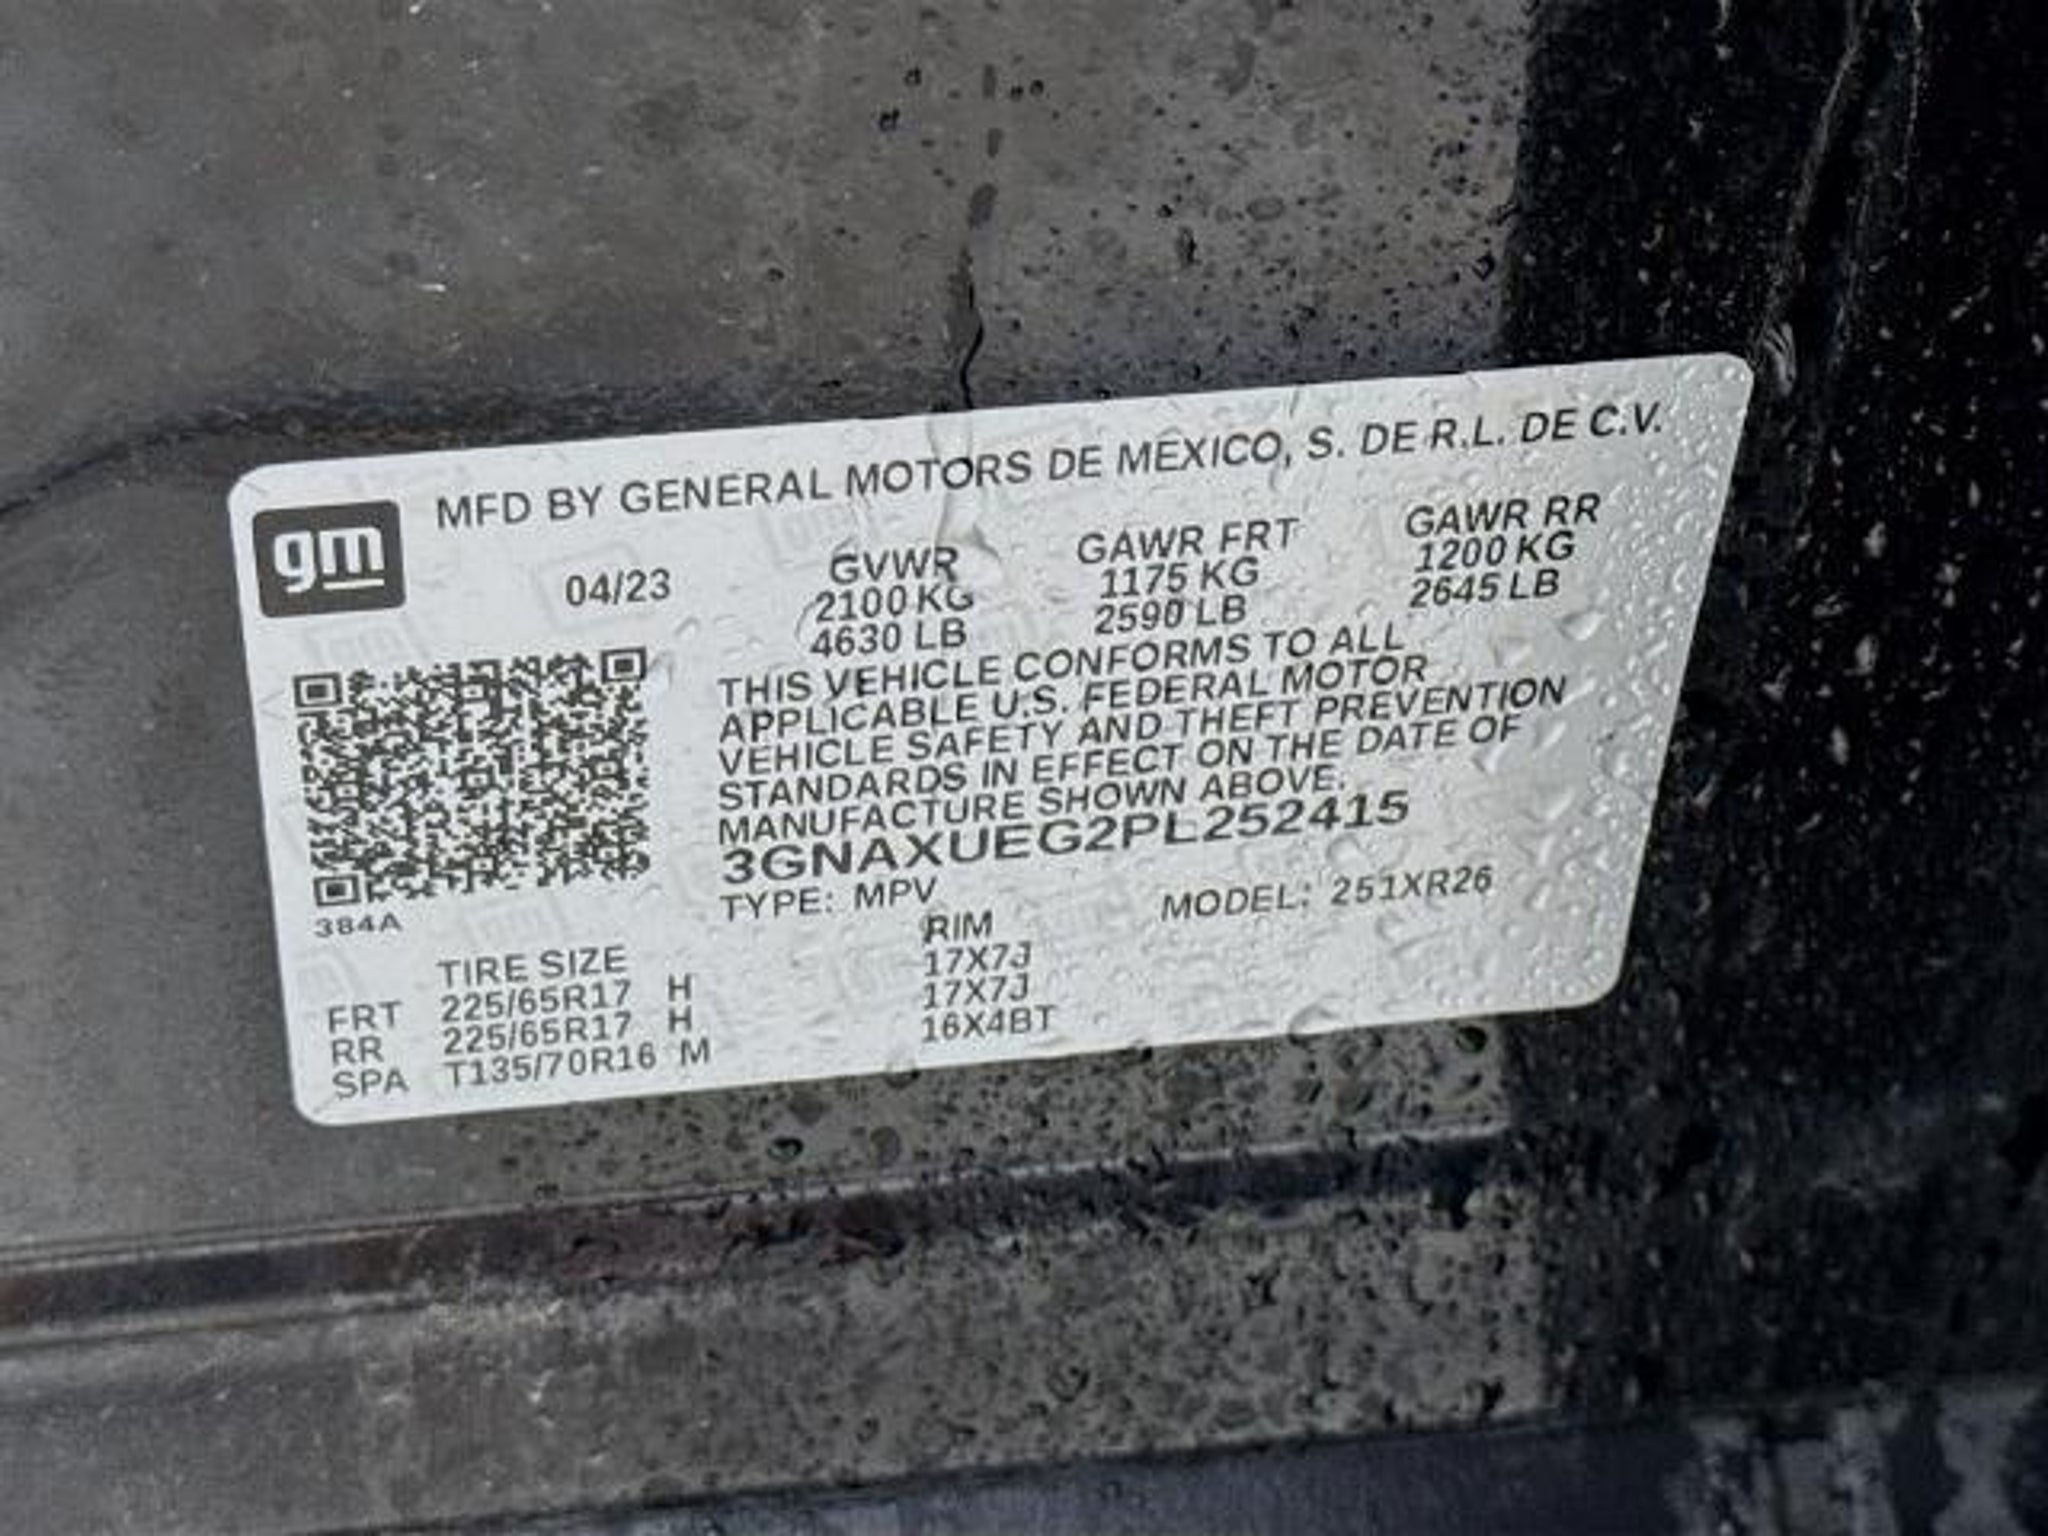 MFD BY GENERAL MOTORS DE MEXICO, S. DE R.L. DE C.V.
gm
04/23
GVWR
2100 KG
4630 LB
GAWR FRT
1175 KG
2590 LB
GAWR RR
1200 KG
2645 LB
THIS VEHICLE CONFORMS TO ALL
APPLICABLE U.S. FEDERAL MOTOR
VEHICLE SAFETY AND THEFT PREVENTION
STANDARDS IN EFFECT ON THE DATE OF
MANUFACTURE SHOWN ABOVE.
3GNAXUEG2PL252415
TYPE: MPV MODEL: 251XR26
384A
TIRE SIZE RIM
FRT 225/65R17 H 17X7J
RR 225/65R17 H 17X7J
SPA T135/70R16 M 16X4BT